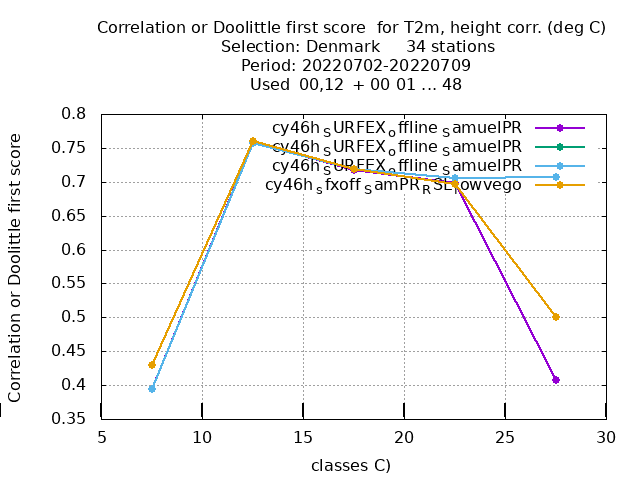 Correlation or Doolittle first score  for T2m, height corr. (deg C)
Selection: Denmark     34 stations
Period: 20220702-20220709
Used  00,12  + 00 01 ... 48
Correlation or Doolittle first score
0.8
0.75
0.7
0.65
0.6
0.55
0.5
0.45
0.4
0.35
cy46h_SURFEX_offline_SamuelPR
cy46h_SURFEX_offline_SamuelPR
cy46h_SURFEX_offline_SamuelPR
cy46h_sfxoff_SamPR_RSL_lowvego
5 10 15 20 25 30
classes C)